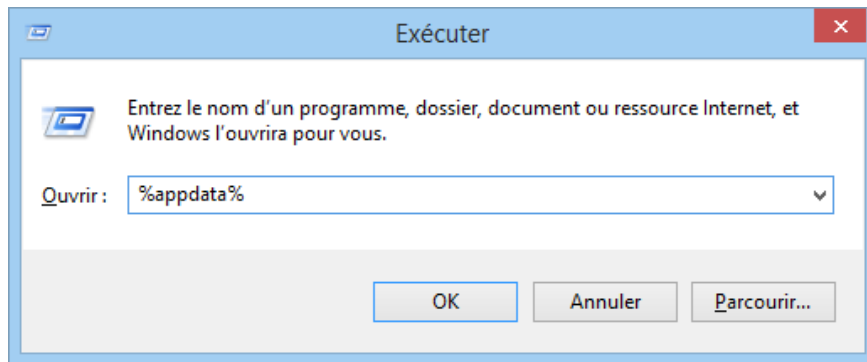 Exécuter
Entrez le nom d’un programme, dossier, document ou ressource Internet, et
Windows l’ouvrira pour vous.
Ouvrir : %appdata%
OK Annuler Parcourir...